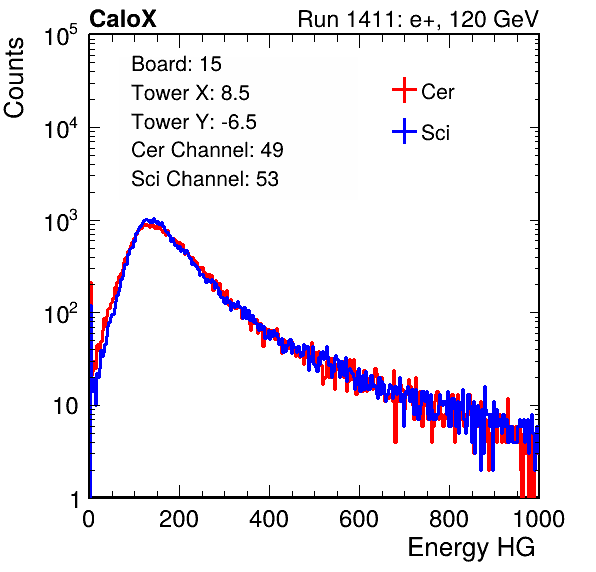 CaloX Run 1411: e+, 120 GeV
Counts
Board: 15
Tower X: 8.5
Tower Y: -6.5
Cer Channel: 49
Sci Channel: 53
Cer
Sci
10^5
10^4
10^3
10^2
10
1
0 200 400 600 800 1000
Energy HG